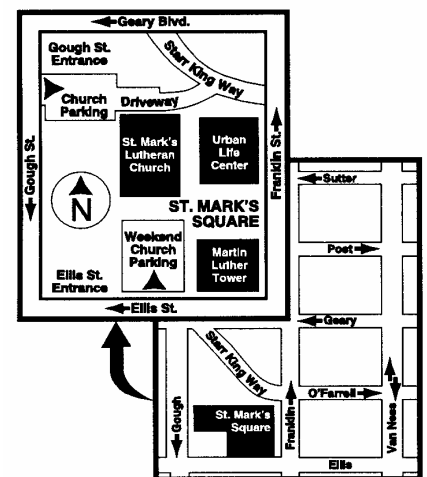 Geary Blvd.
Gough St.
Entrance
Starr King Way
Church
Parking
Driveway
St. Mark's
Lutheran
Church
Urban
Life
Center
Gough St.
Franklin St.
N
ST. MARK'S
SQUARE
Weekend
Church
Parking
Martin
Luther
Tower
Ellis St.
Entrance
Ellis St.
Sutter
Post
Geary
Starr King Way
O'Farrell
Van Ness
Gough
St. Mark's
Square
Franklin
Ellis